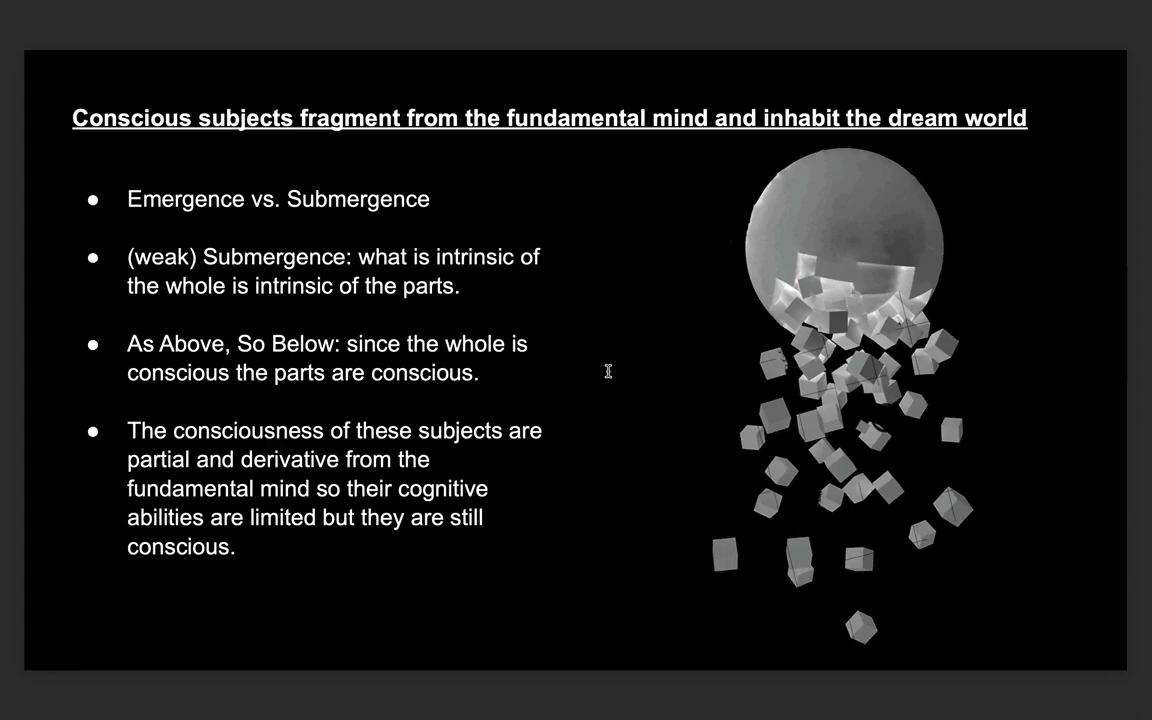 Conscious subjects fragment from the fundamental mind and inhabit the dream world
● Emergence vs. Submergence
● (weak) Submergence: what is intrinsic of
the whole is intrinsic of the parts.
● As Above, So Below: since the whole is
conscious the parts are conscious.
● The consciousness of these subjects are
partial and derivative from the
fundamental mind so their cognitive
abilities are limited but they are still
conscious.